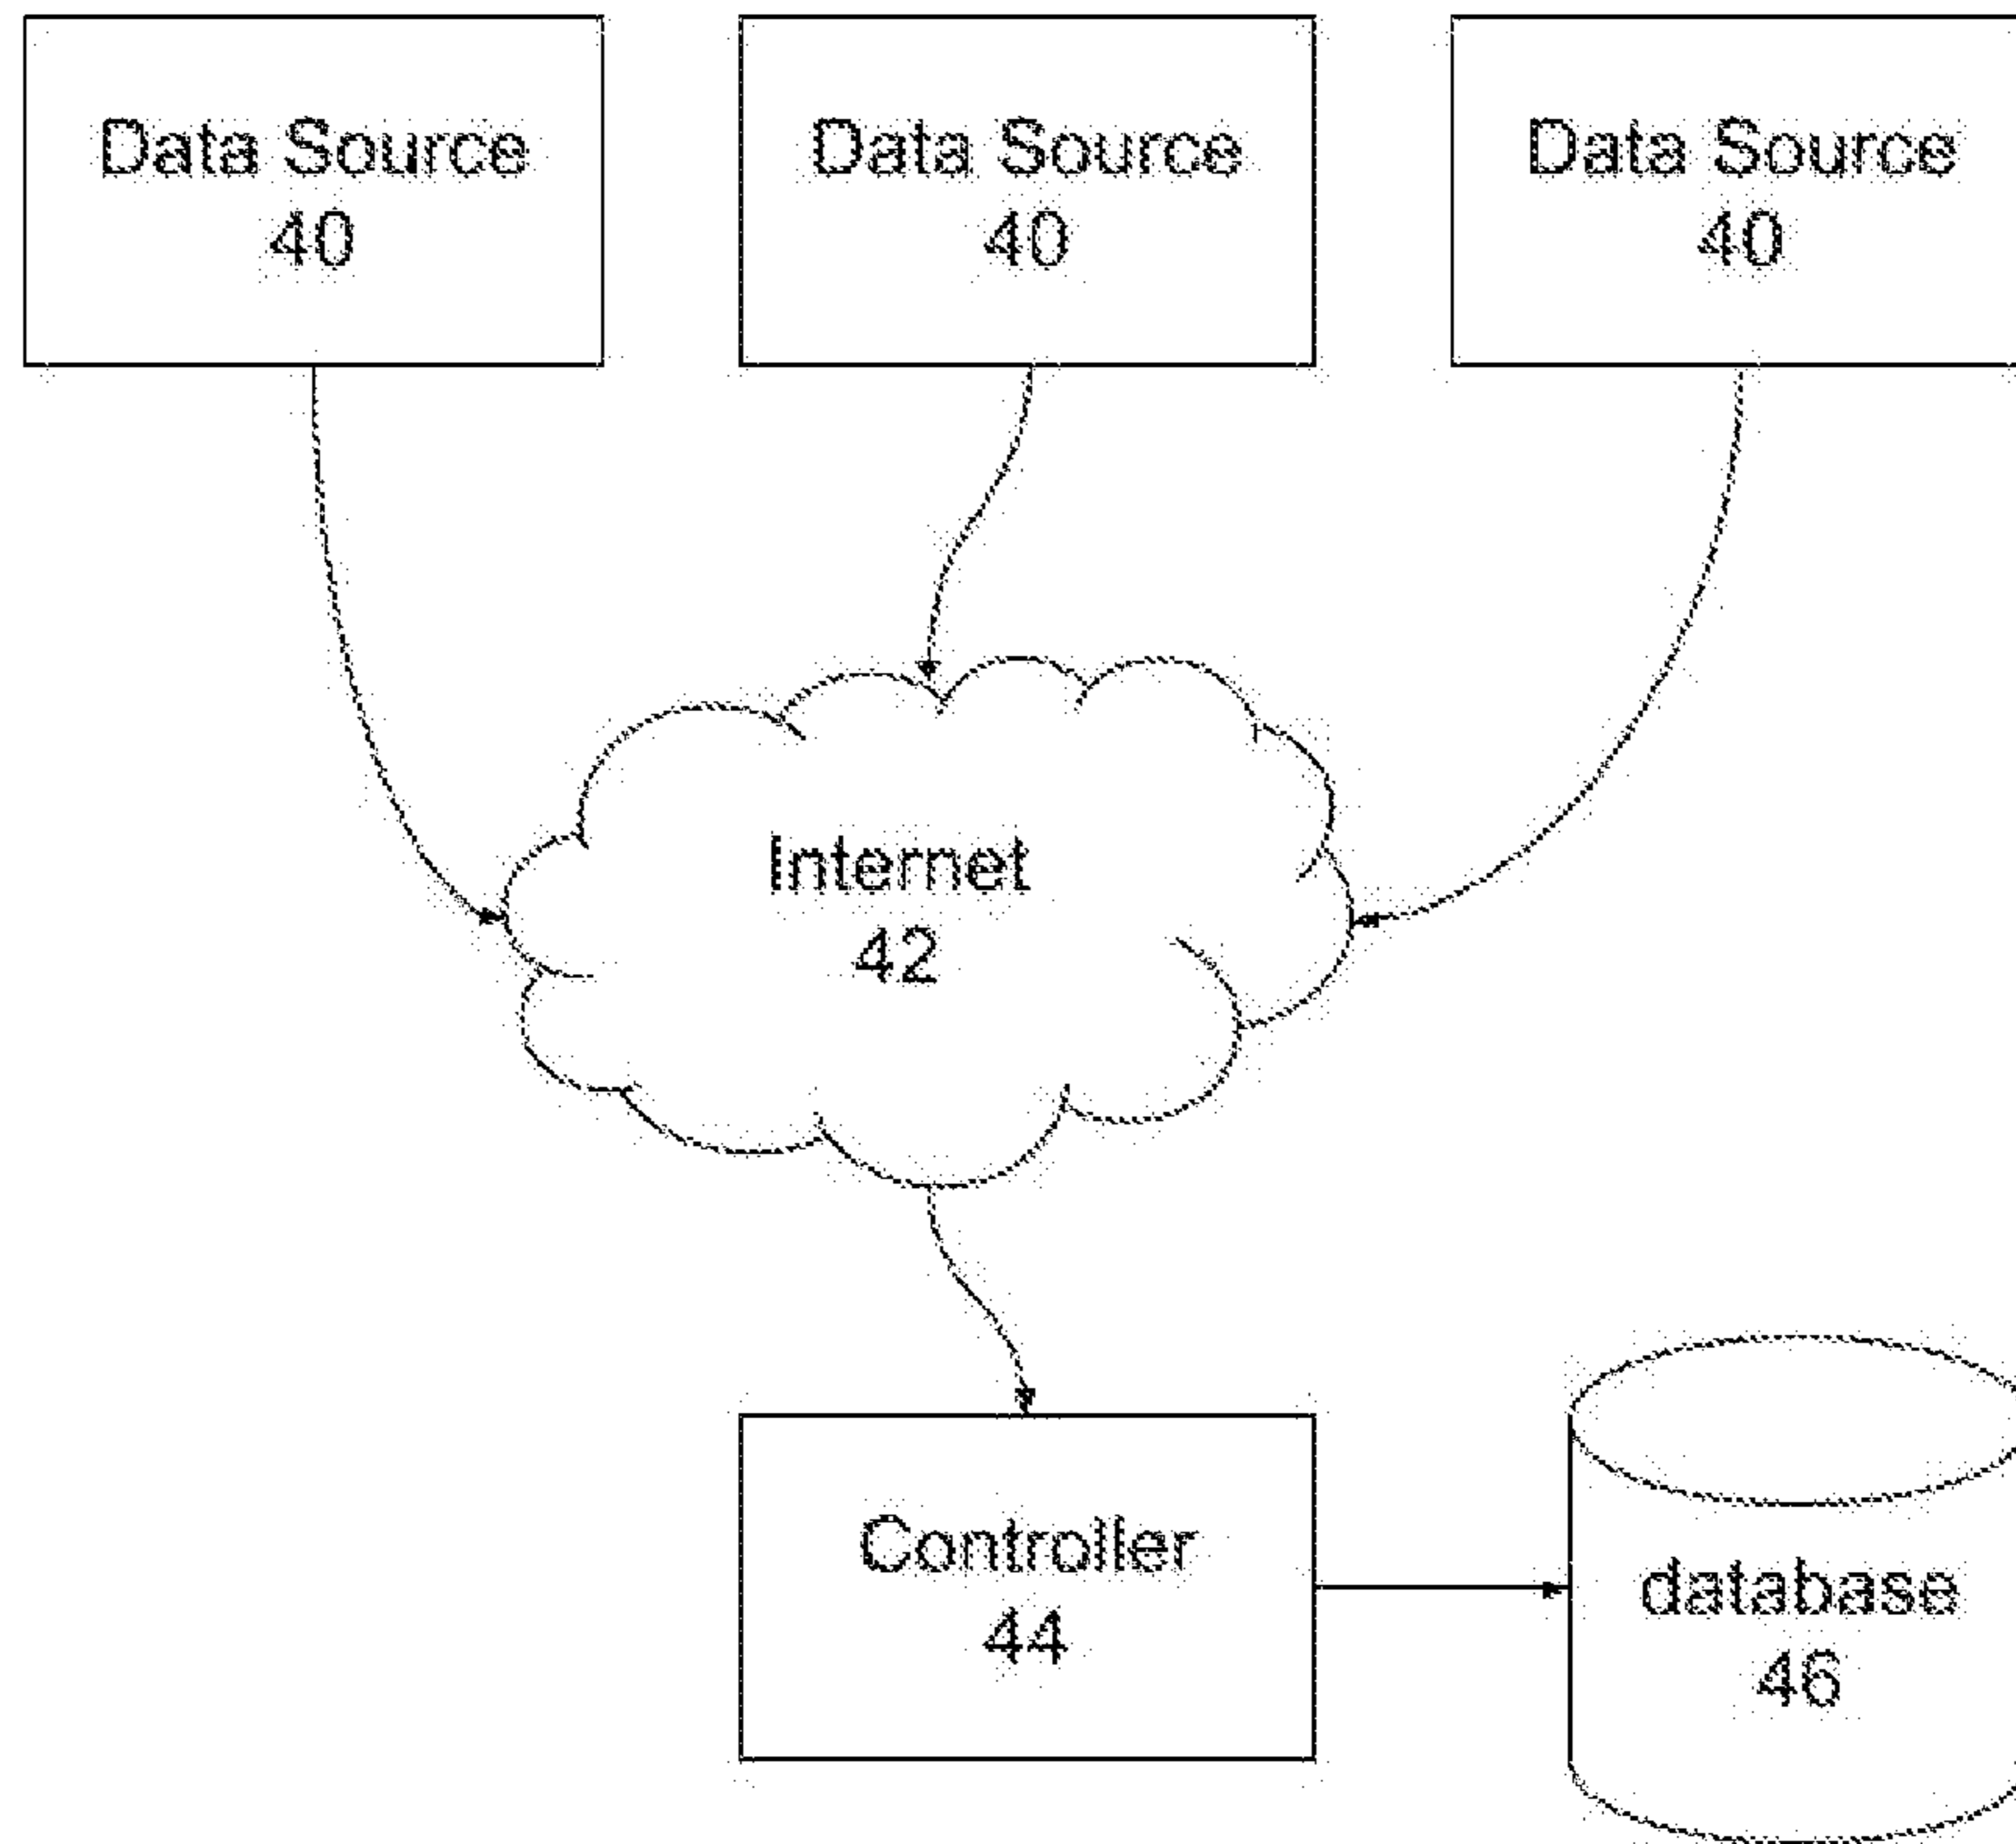 Data Source
40
Data Source
40
Data Source
40
Internet
42
Controller
44
database
46